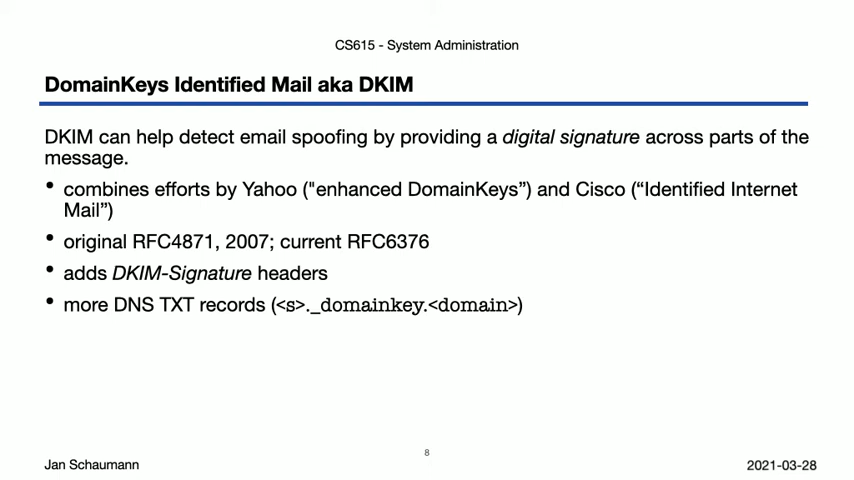 CS615 - System Administration
DomainKeys Identified Mail aka DKIM
DKIM can help detect email spoofing by providing a digital signature across parts of the
message.
• combines efforts by Yahoo ("enhanced DomainKeys”) and Cisco (“Identified Internet
Mail”)
• original RFC4871, 2007; current RFC6376
• adds DKIM-Signature headers
• more DNS TXT records (<s>._domainkey.<domain>)
8
Jan Schaumann
2021-03-28